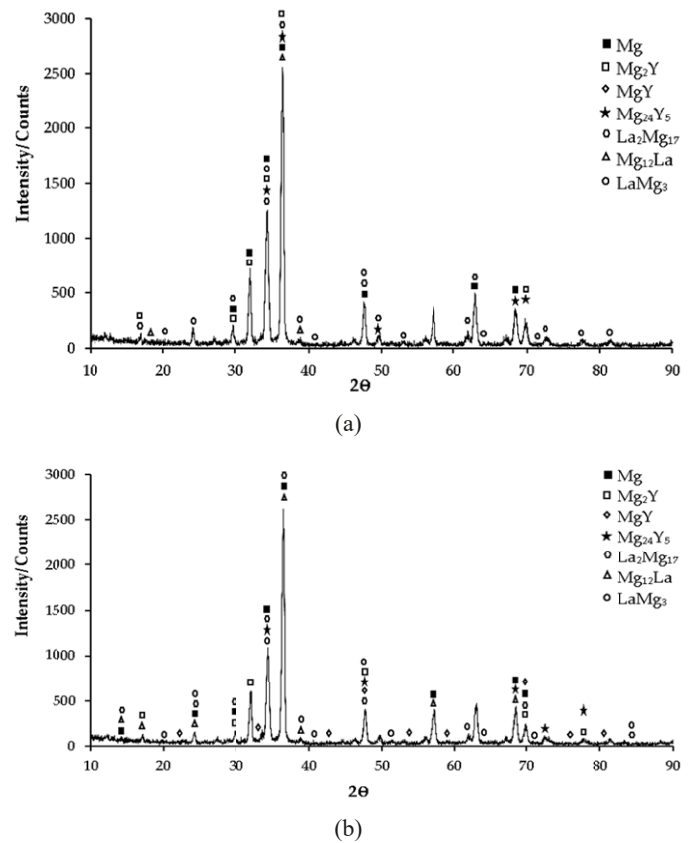 3000
2500
2000
1500
1000
500
0
Intensity/Counts
Mg
Mg₂Y
MgY
Mg₂₄Y₅
La₂Mg₁₇
Mg₁₂La
LaMg₃
10 20 30 40 50 60 70 80 90
2Θ
(a)
3000
2500
2000
1500
1000
500
0
Intensity/Counts
Mg
Mg₂Y
MgY
Mg₂₄Y₅
La₂Mg₁₇
Mg₁₂La
LaMg₃
10 20 30 40 50 60 70 80 90
2Θ
(b)